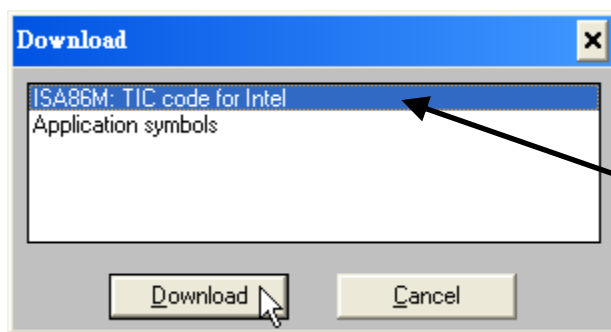 Download
ISA86M: TIC code for Intel
Application symbols
Download
Cancel